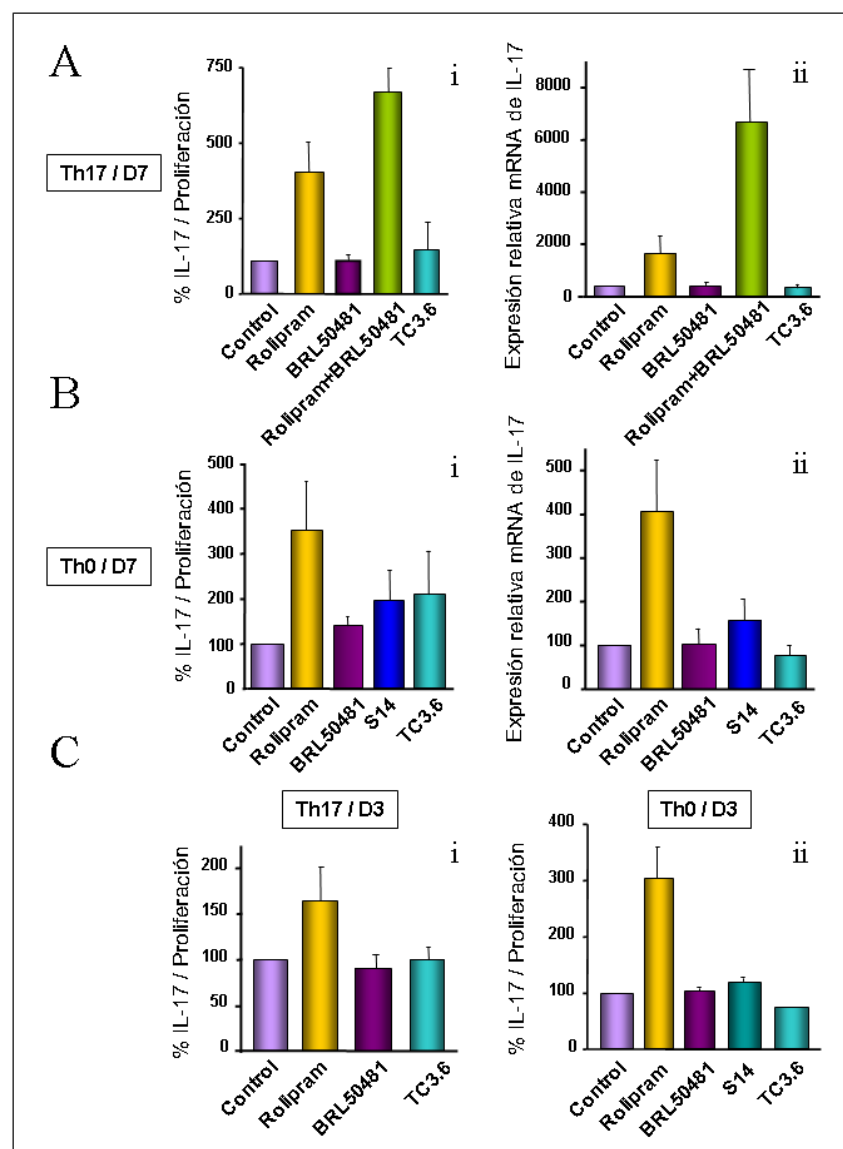 A
i
ii
Th17 / D7
% IL-17 / Proliferación
750
500
250
0
Control
Rolipram
BRL50481
Rolipram+BRL50481
TC3.6
Expresión relativa mRNA de IL-17
8000
6000
4000
2000
0
Control
Rolipram
BRL50481
Rolipram+BRL50481
TC3.6
B
i
ii
Th0 / D7
% IL-17 / Proliferación
500
400
300
200
100
0
Control
Rolipram
BRL50481
S14
TC3.6
Expresión relativa mRNA de IL-17
500
400
300
200
100
0
Control
Rolipram
BRL50481
S14
TC3.6
C
Th17 / D3
i
% IL-17 / Proliferación
200
150
100
50
0
Control
Rolipram
BRL50481
TC3.6
Th0 / D3
ii
% IL-17 / Proliferación
400
300
200
100
0
Control
Rolipram
BRL50481
S14
TC3.6